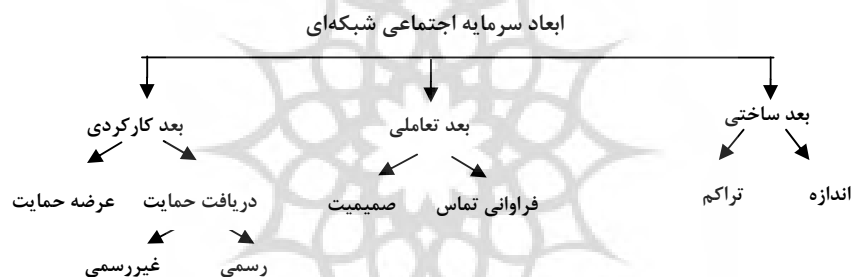 ابعاد سرمایه اجتماعی شبکه‌ای
بعد ساختی
بعد تعاملی
بعد کارکردی
اندازه
تراکم
فراوانی تماس
صمیمیت
دریافت حمایت
عرضه حمایت
رسمی
غیررسمی